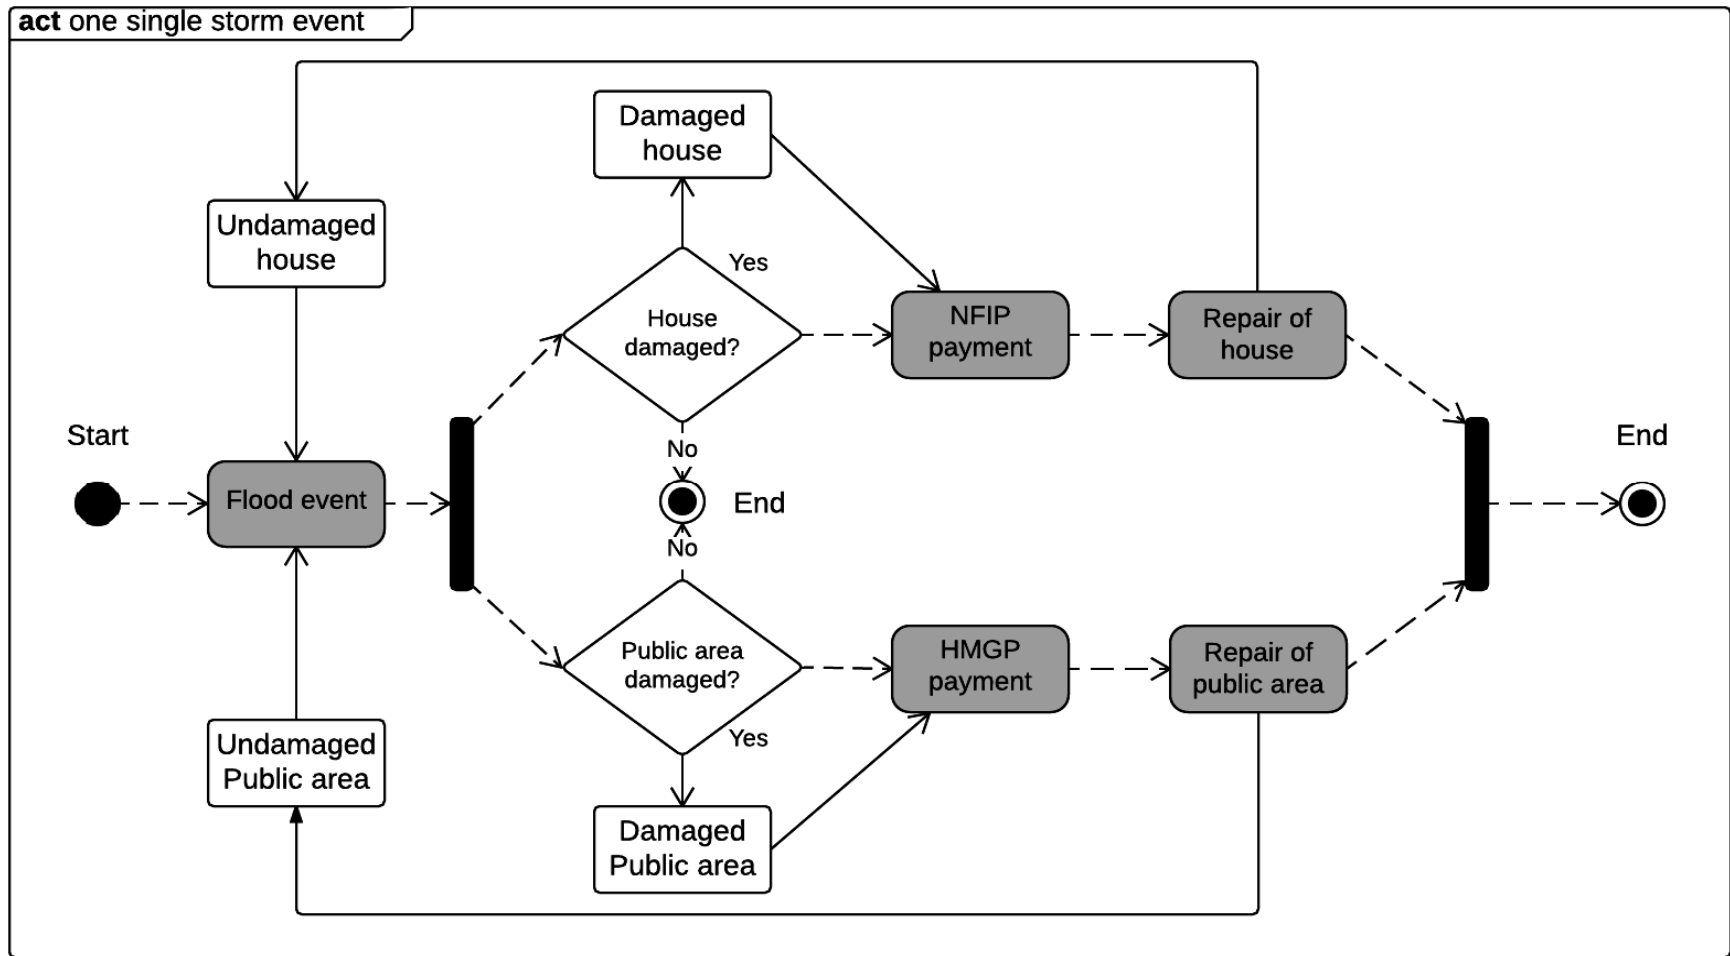 act one single storm event
Damaged
house
Undamaged
house
Yes
House
damaged?
NFIP
payment
Repair of
house
Start
No
End
Flood event
End
No
Public area
damaged?
HMGP
payment
Repair of
public area
Yes
Undamaged
Public area
Damaged
Public area